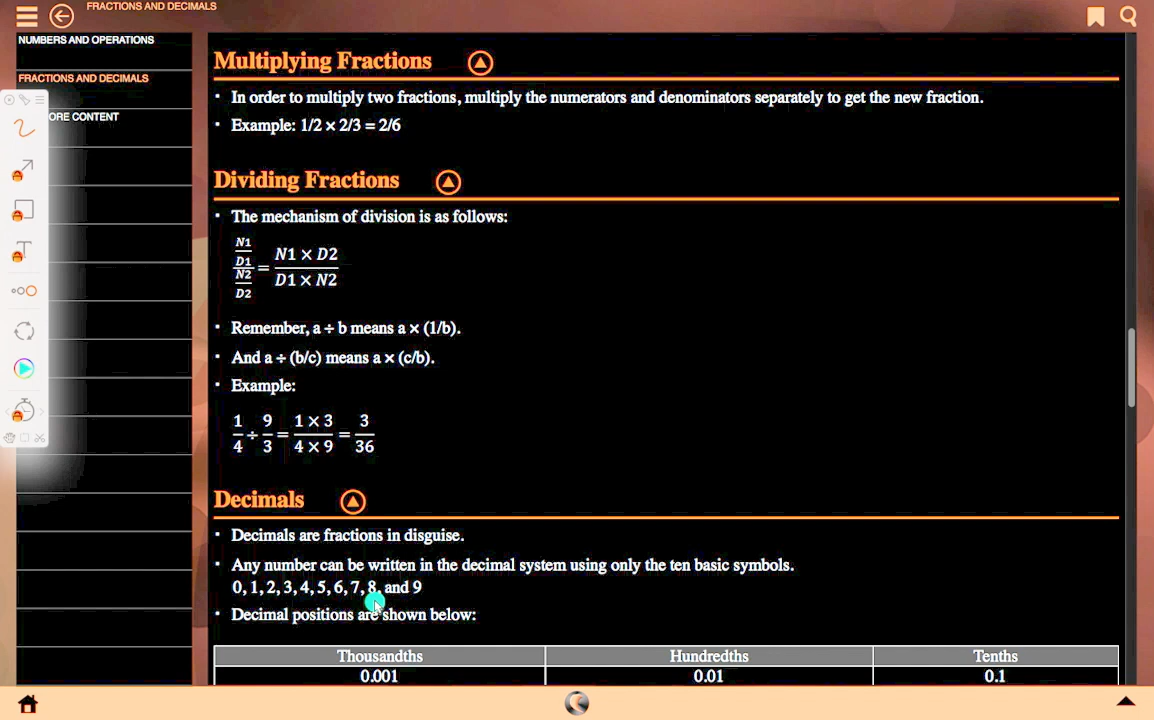 FRACTIONS AND DECIMALS
NUMBERS AND OPERATIONS
FRACTIONS AND DECIMALS
ORE CONTENT
Multiplying Fractions
· In order to multiply two fractions, multiply the numerators and denominators separately to get the new fraction.
· Example: 1/2 × 2/3 = 2/6
Dividing Fractions
· The mechanism of division is as follows:
(N1/D1)/(N2/D2) = (N1 × D2)/(D1 × N2)
· Remember, a ÷ b means a × (1/b).
· And a ÷ (b/c) means a × (c/b).
· Example:
1/4 ÷ 9/3 = (1 × 3)/(4 × 9) = 3/36
Decimals
· Decimals are fractions in disguise.
· Any number can be written in the decimal system using only the ten basic symbols.
0, 1, 2, 3, 4, 5, 6, 7, 8, and 9
· Decimal positions are shown below:
Thousandths Hundredths Tenths
0.001 0.01 0.1